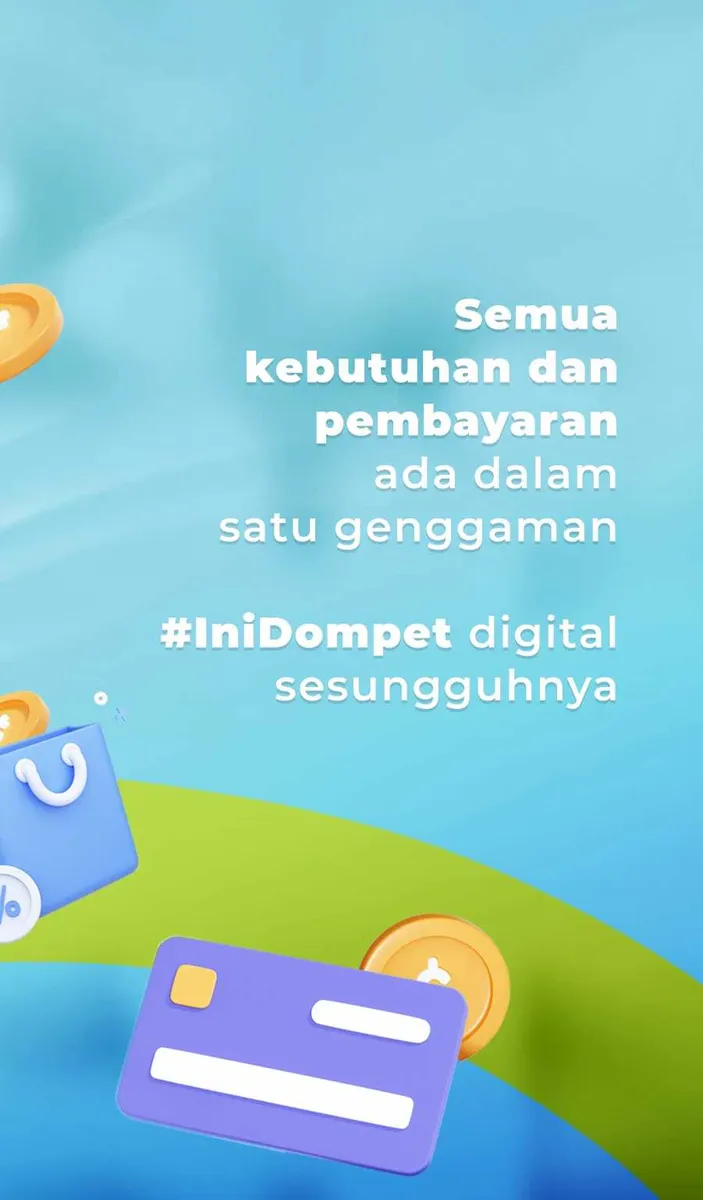 Semua
kebutuhan dan
pembayaran
ada dalam
satu genggaman
#IniDompet digital
sesungguhnya
%